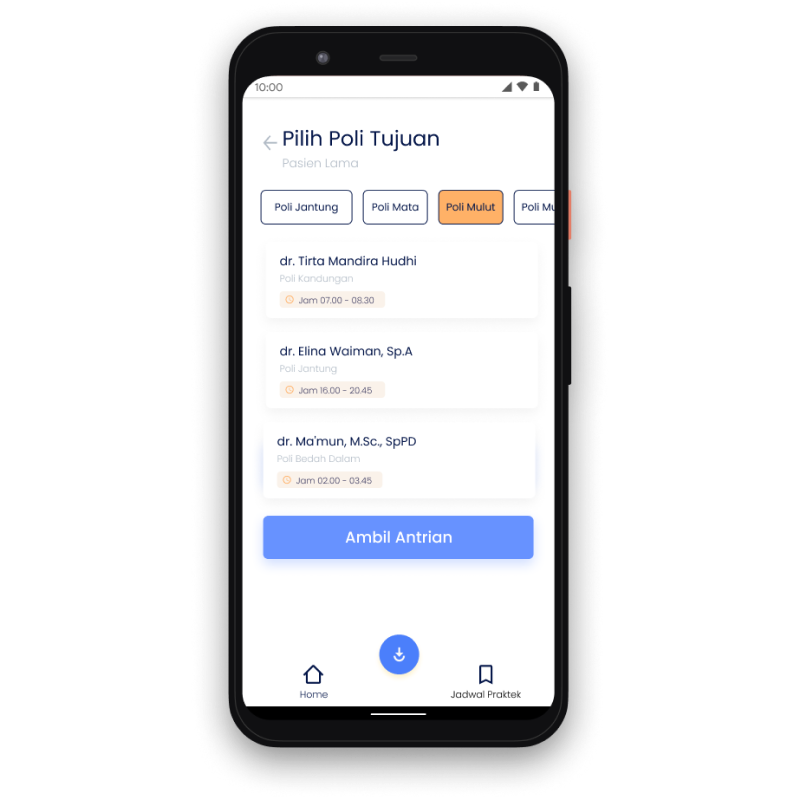 10:00
Pilih Poli Tujuan
Pasien Lama
Poli Jantung
Poli Mata
Poli Mulut
Poli Mu
dr. Tirta Mandira Hudhi
Poli Kandungan
Jam 07.00 - 08.30
dr. Elina Waiman, Sp.A
Poli Jantung
Jam 16.00 - 20.45
dr. Ma'mun, M.Sc., SpPD
Poli Bedah Dalam
Jam 02.00 - 03.45
Ambil Antrian
Home
Jadwal Praktek